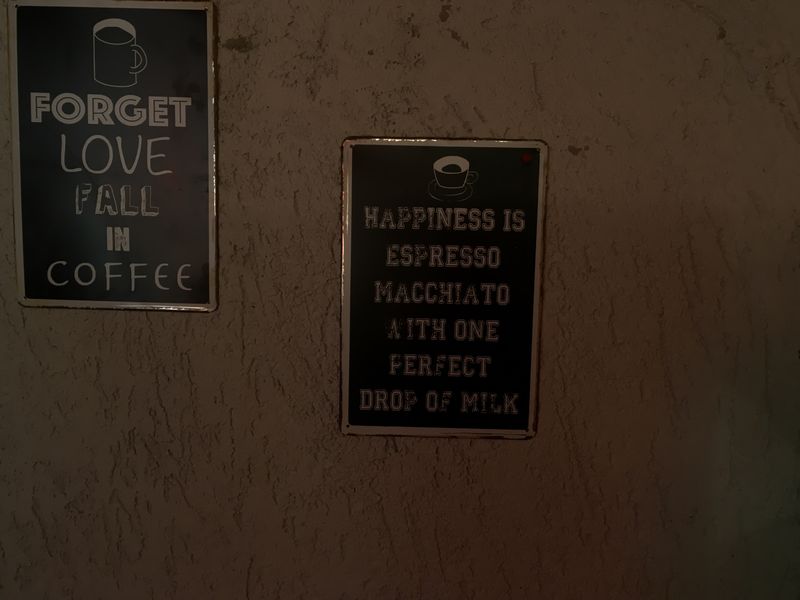 FORGET
LOVE
FALL
IN
COFFEE
HAPPINESS IS
ESPRESSO
MACCHIATO
WITH ONE
PERFECT
DROP OF MILK